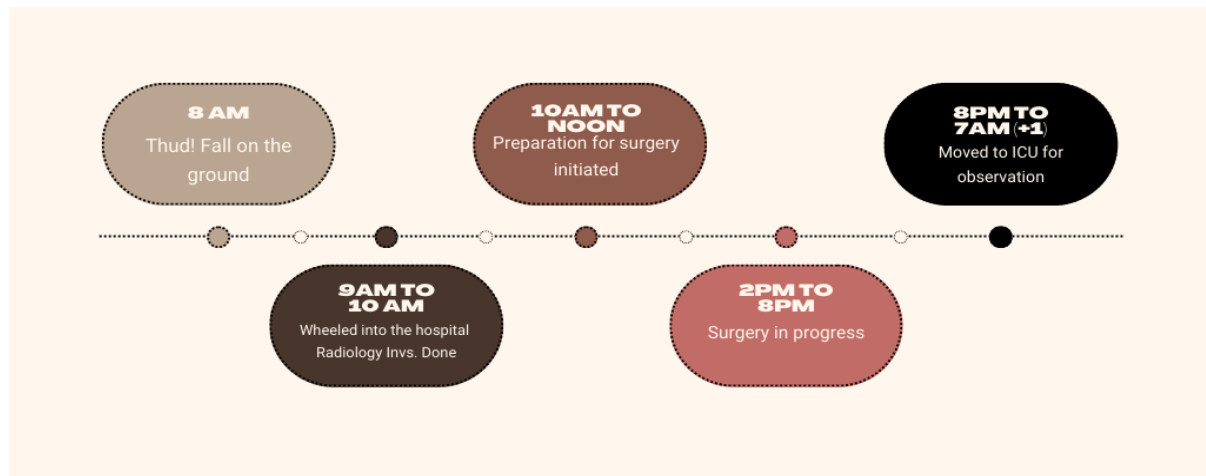 8 AM
Thud! Fall on the
ground
9AM TO
10 AM
Wheeled into the hospital
Radiology Invs. Done
10AM TO
NOON
Preparation for surgery
initiated
2PM TO
8PM
Surgery in progress
8PM TO
7AM (+1)
Moved to ICU for
observation